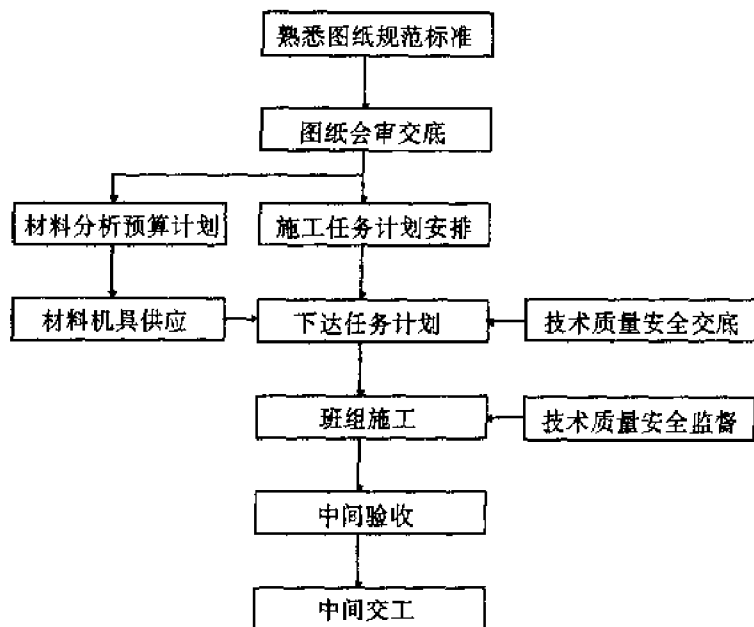 熟悉图纸规范标准
图纸会审交底
材料分析预算计划
施工任务计划安排
材料机具供应
下达任务计划
技术质量安全交底
班组施工
技术质量安全监督
中间验收
中间交工